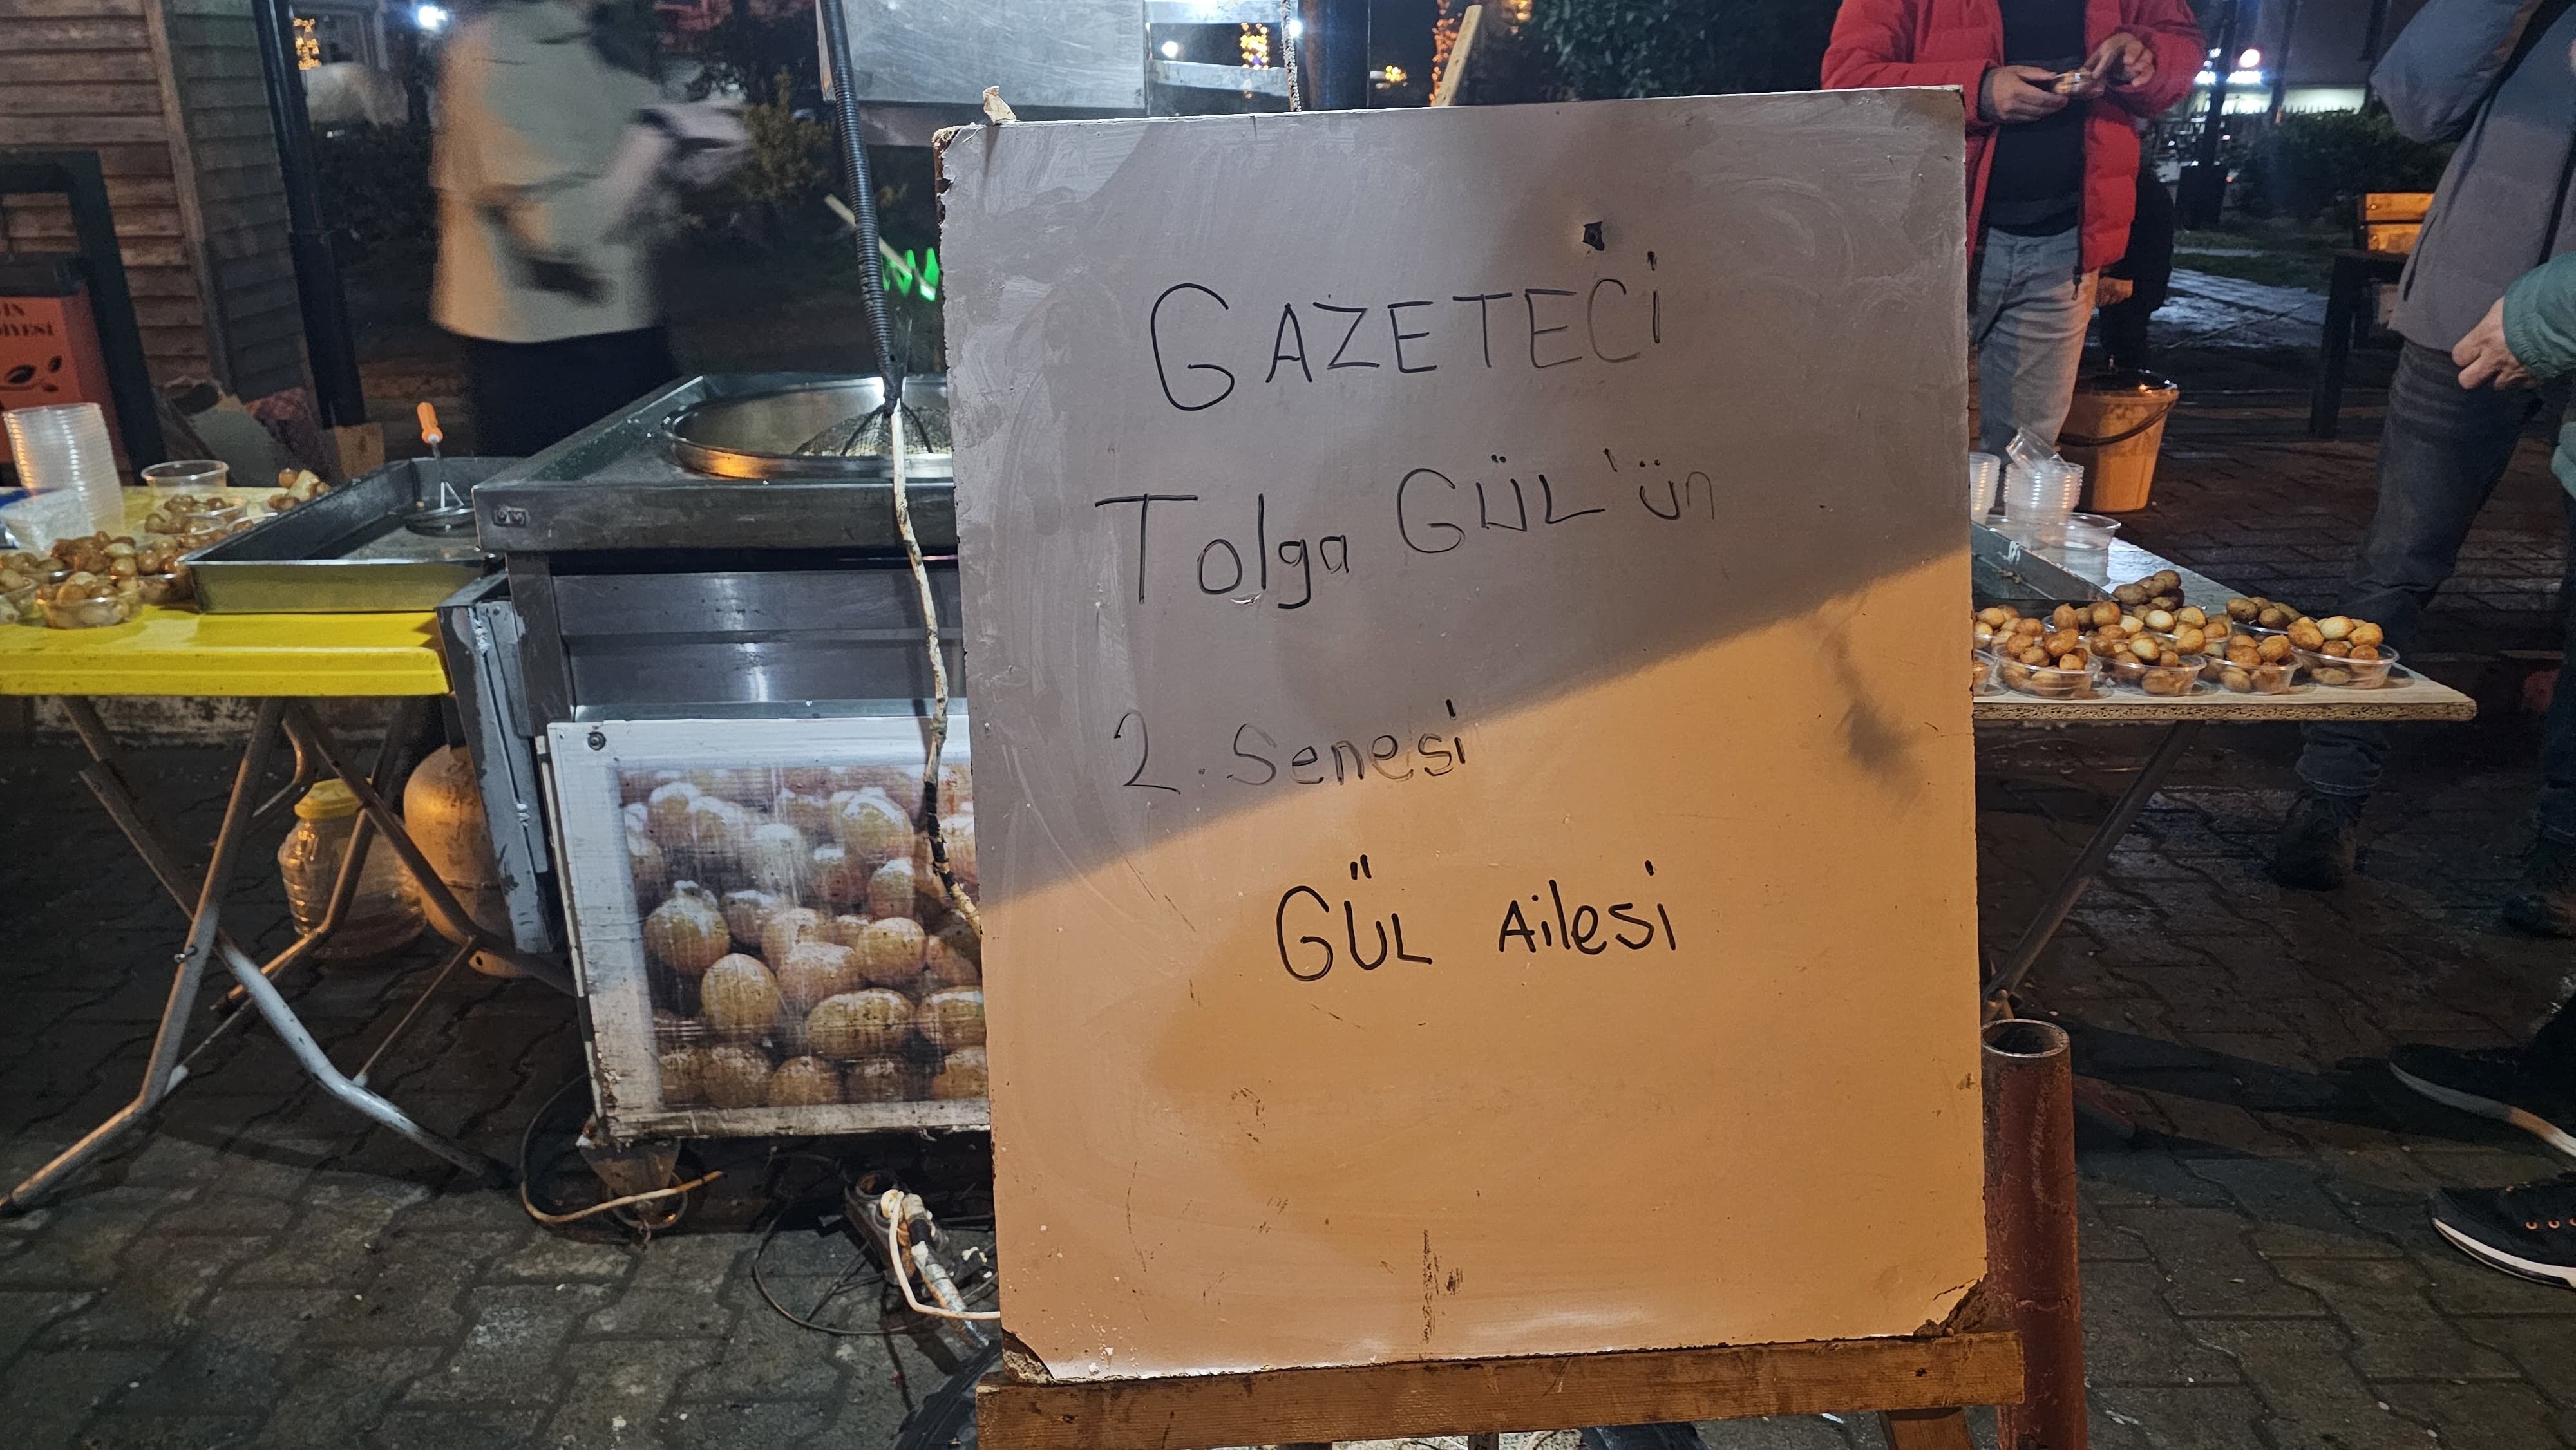 GAZETECİ
Tolga GÜL'ün
2. Senesi
GÜL Ailesi